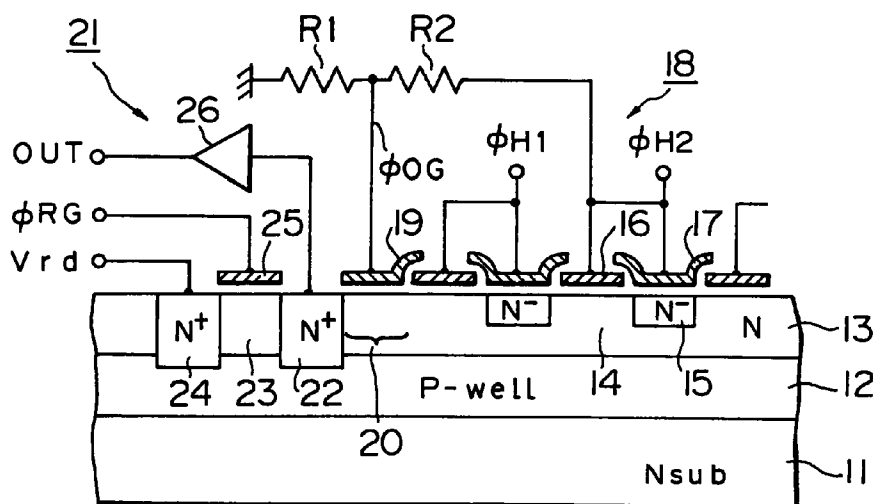 21
R1 R2
18
26
φH1 φH2
OUT
φOG
φRG
25 19 16 17
Vrd
N+ N+ N⁻ N⁻ N
13
24 23 22 20 14 15
P-well
12
Nsub
11